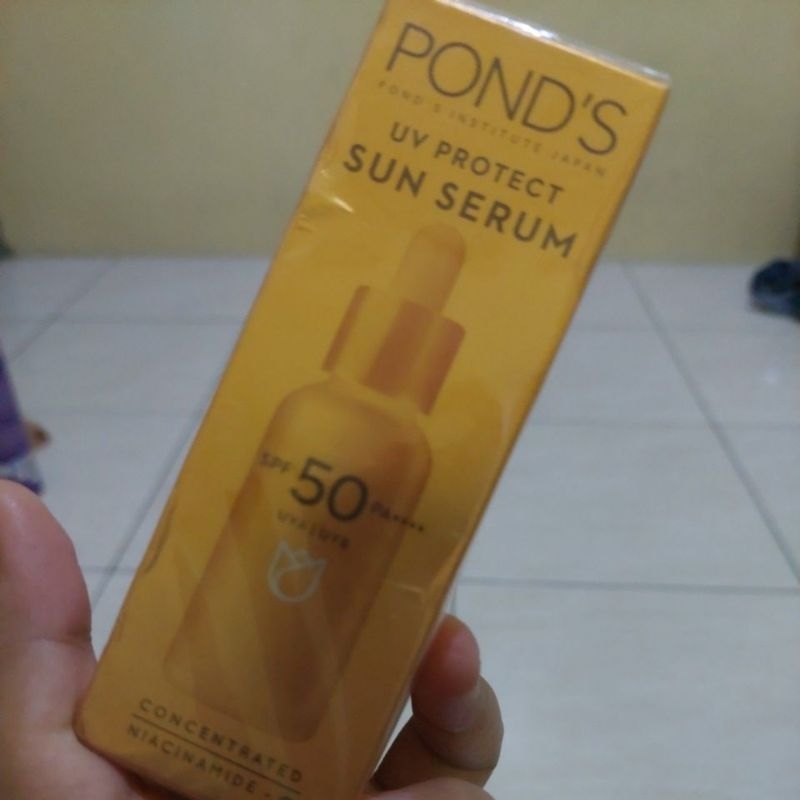 POND'S
POND'S INSTITUTE JAPAN
UV PROTECT
SUN SERUM
SPF 50 PA++++
UVA | UVB
CONCENTRATED
NIACINAMIDE -